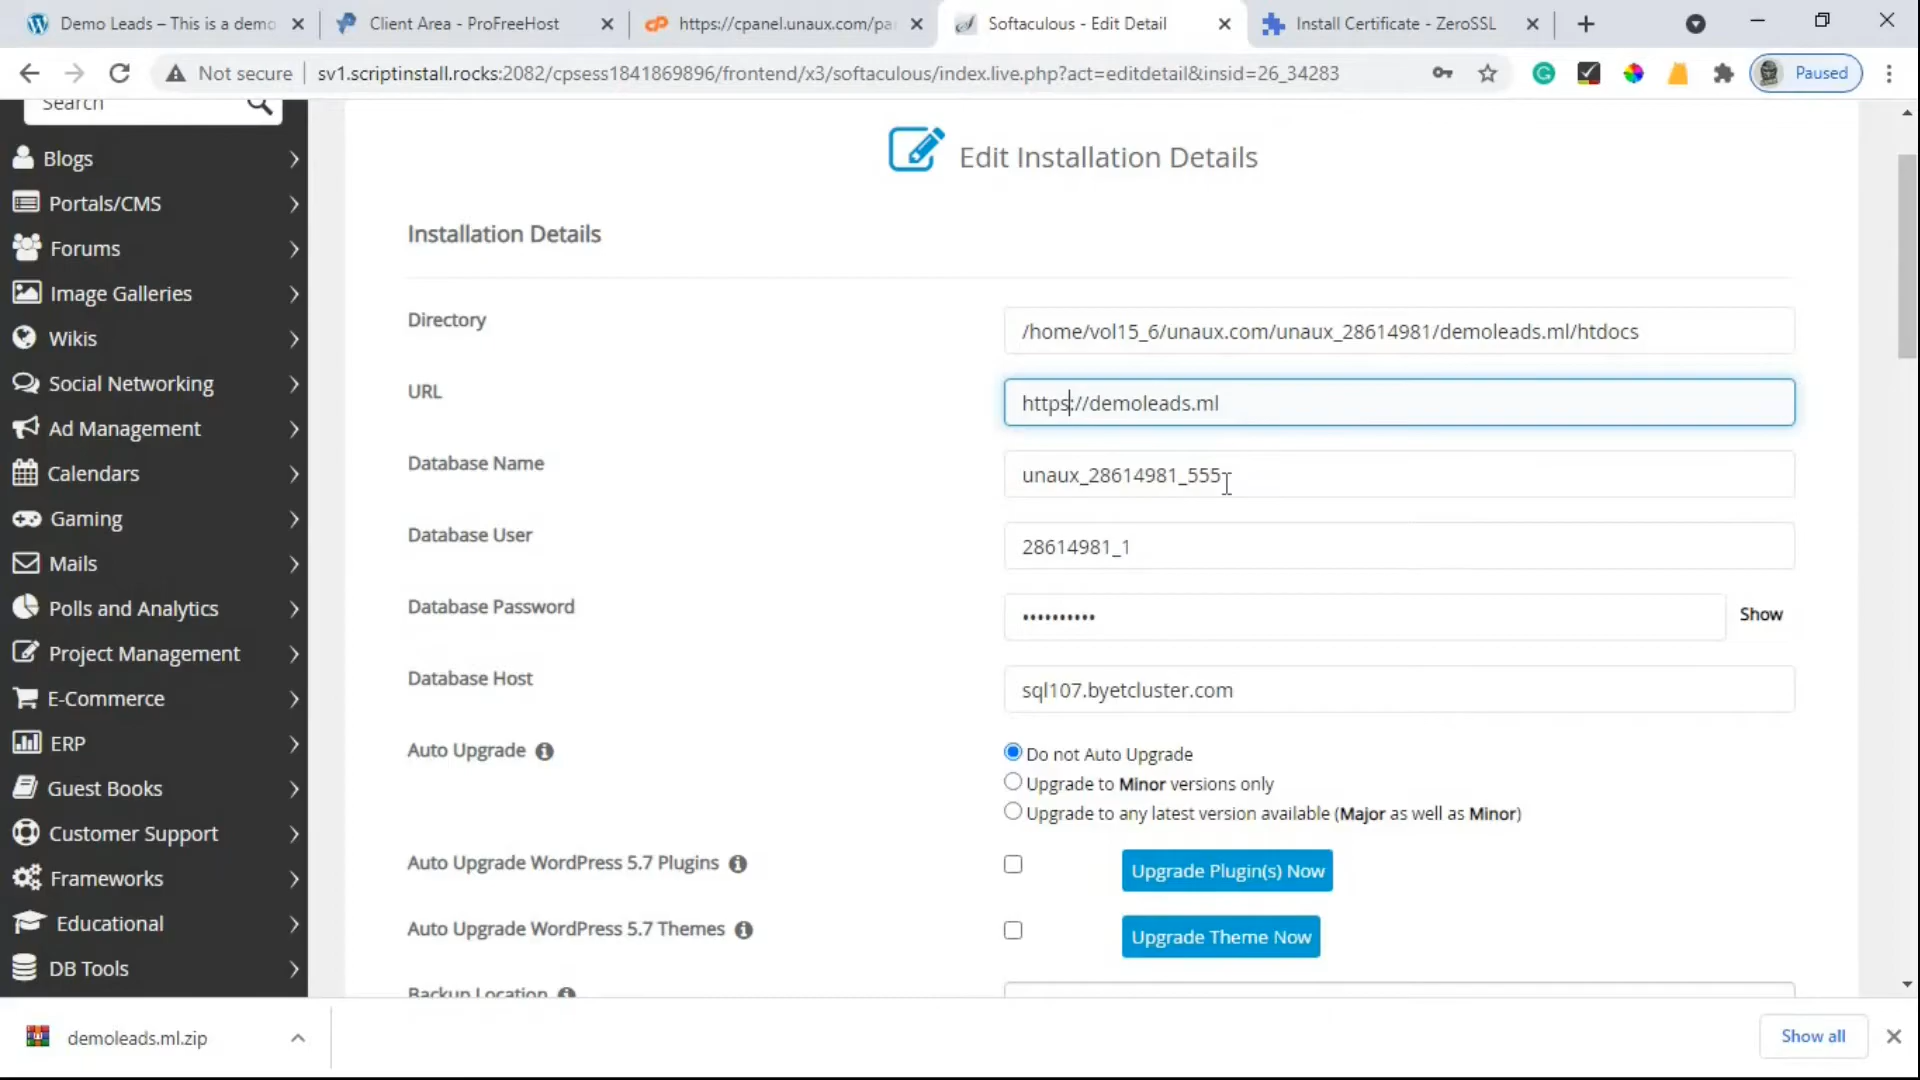 Demo Leads – This is a demo
Client Area - ProFreeHost
https://cpanel.unaux.com/pa
Softaculous - Edit Detail
Install Certificate - ZeroSSL
Not secure
sv1.scriptinstall.rocks:2082/cpsess1841869896/frontend/x3/softaculous/index.live.php?act=editdetail&insid=26_34283
Paused
Search
Blogs
Portals/CMS
Forums
Image Galleries
Wikis
Social Networking
Ad Management
Calendars
Gaming
Mails
Polls and Analytics
Project Management
E-Commerce
ERP
Guest Books
Customer Support
Frameworks
Educational
DB Tools
Edit Installation Details
Installation Details
Directory
/home/vol15_6/unaux.com/unaux_28614981/demoleads.ml/htdocs
URL
https://demoleads.ml
Database Name
unaux_28614981_555
Database User
28614981_1
Database Password
••••••••••
Show
Database Host
sql107.byetcluster.com
Auto Upgrade
Do not Auto Upgrade
Upgrade to Minor versions only
Upgrade to any latest version available (Major as well as Minor)
Auto Upgrade WordPress 5.7 Plugins
Upgrade Plugin(s) Now
Auto Upgrade WordPress 5.7 Themes
Upgrade Theme Now
Backup Location
demoleads.ml.zip
Show all